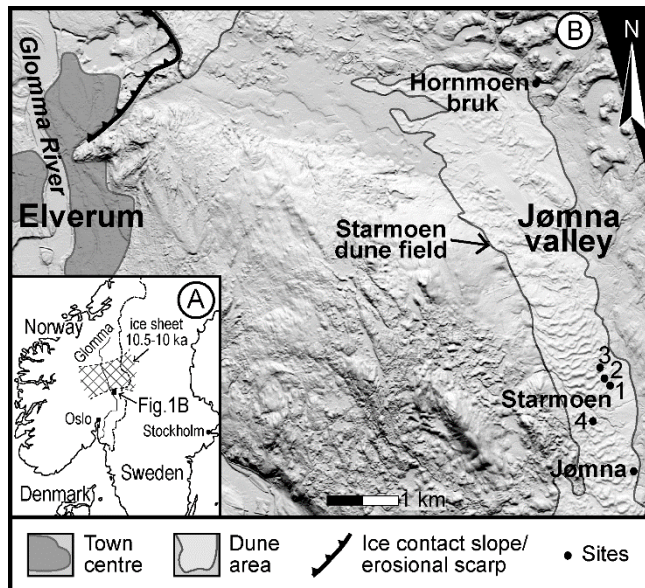 B
N
Glomma River
Hornmoen
bruk
Elverum
Jømna
valley
Starmoen
dune field
A
Norway
Glomma
ice sheet
10.5-10 ka
Fig.1B
Oslo
Stockholm
Sweden
Denmark
3
2
1
Starmoen
4
Jømna
1 km
Town
centre
Dune
area
Ice contact slope/
erosional scarp
Sites